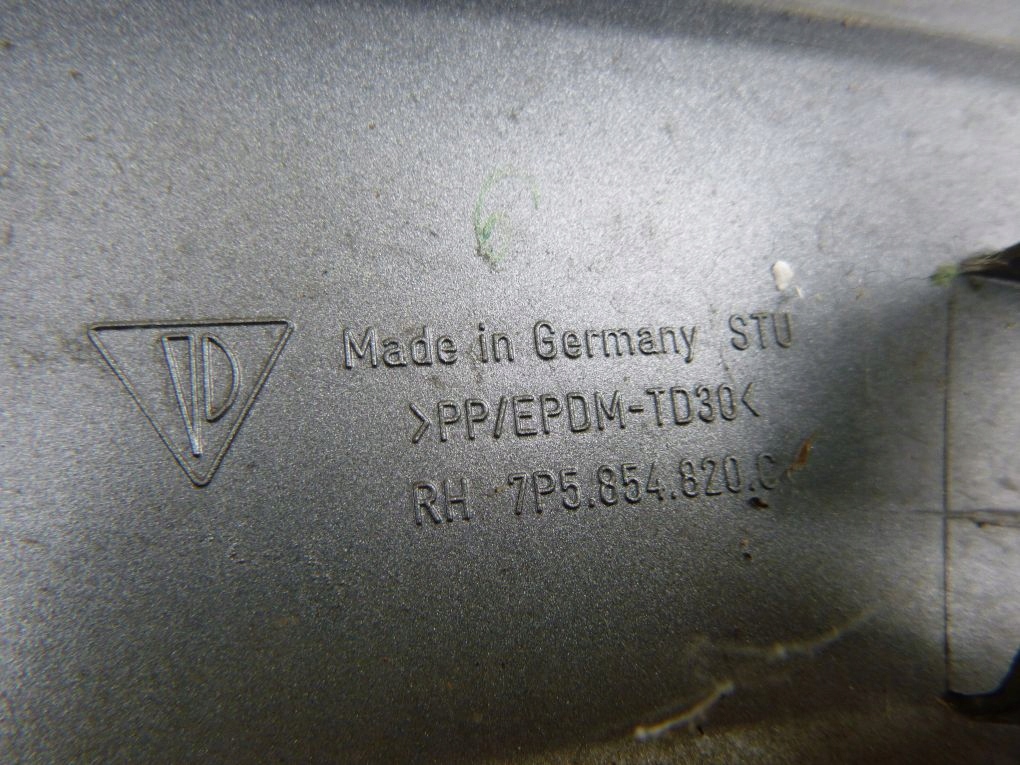 Made in Germany STU
>PP/EPDM-TD30<
RH 7P5.854.820.C